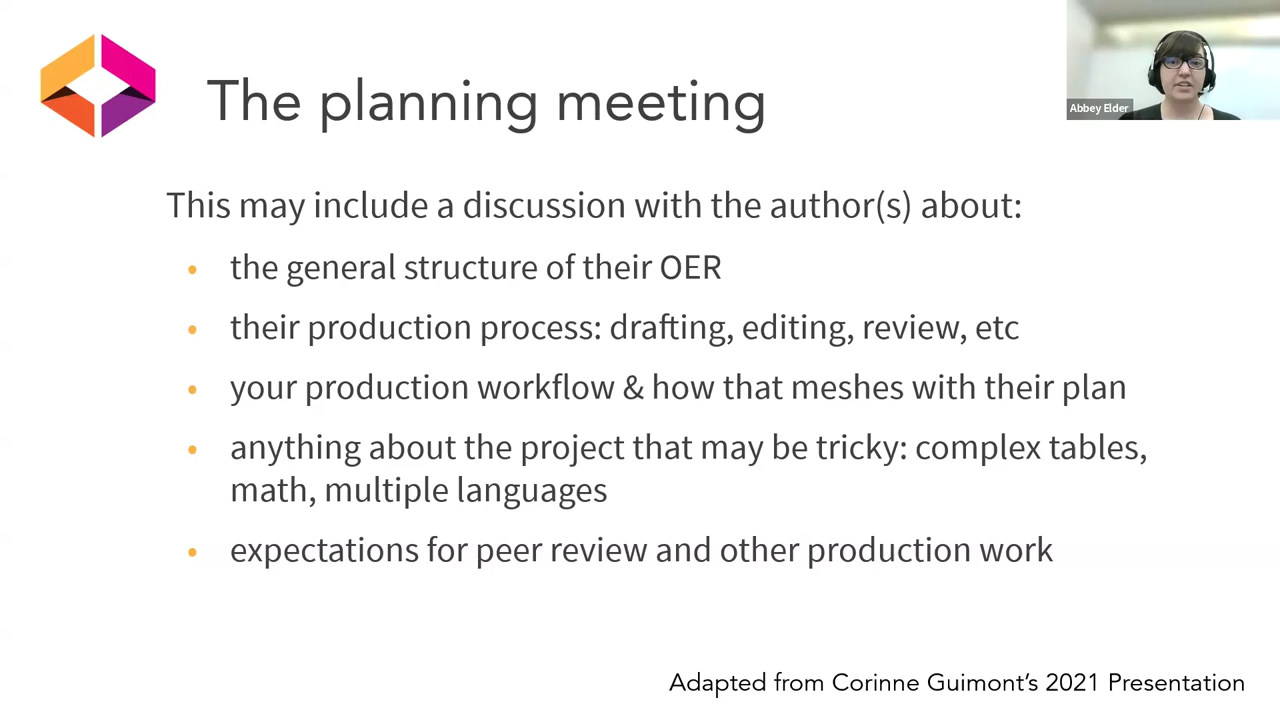 The planning meeting
Abbey Elder
This may include a discussion with the author(s) about:
• the general structure of their OER
• their production process: drafting, editing, review, etc
• your production workflow & how that meshes with their plan
• anything about the project that may be tricky: complex tables,
math, multiple languages
• expectations for peer review and other production work
Adapted from Corinne Guimont’s 2021 Presentation